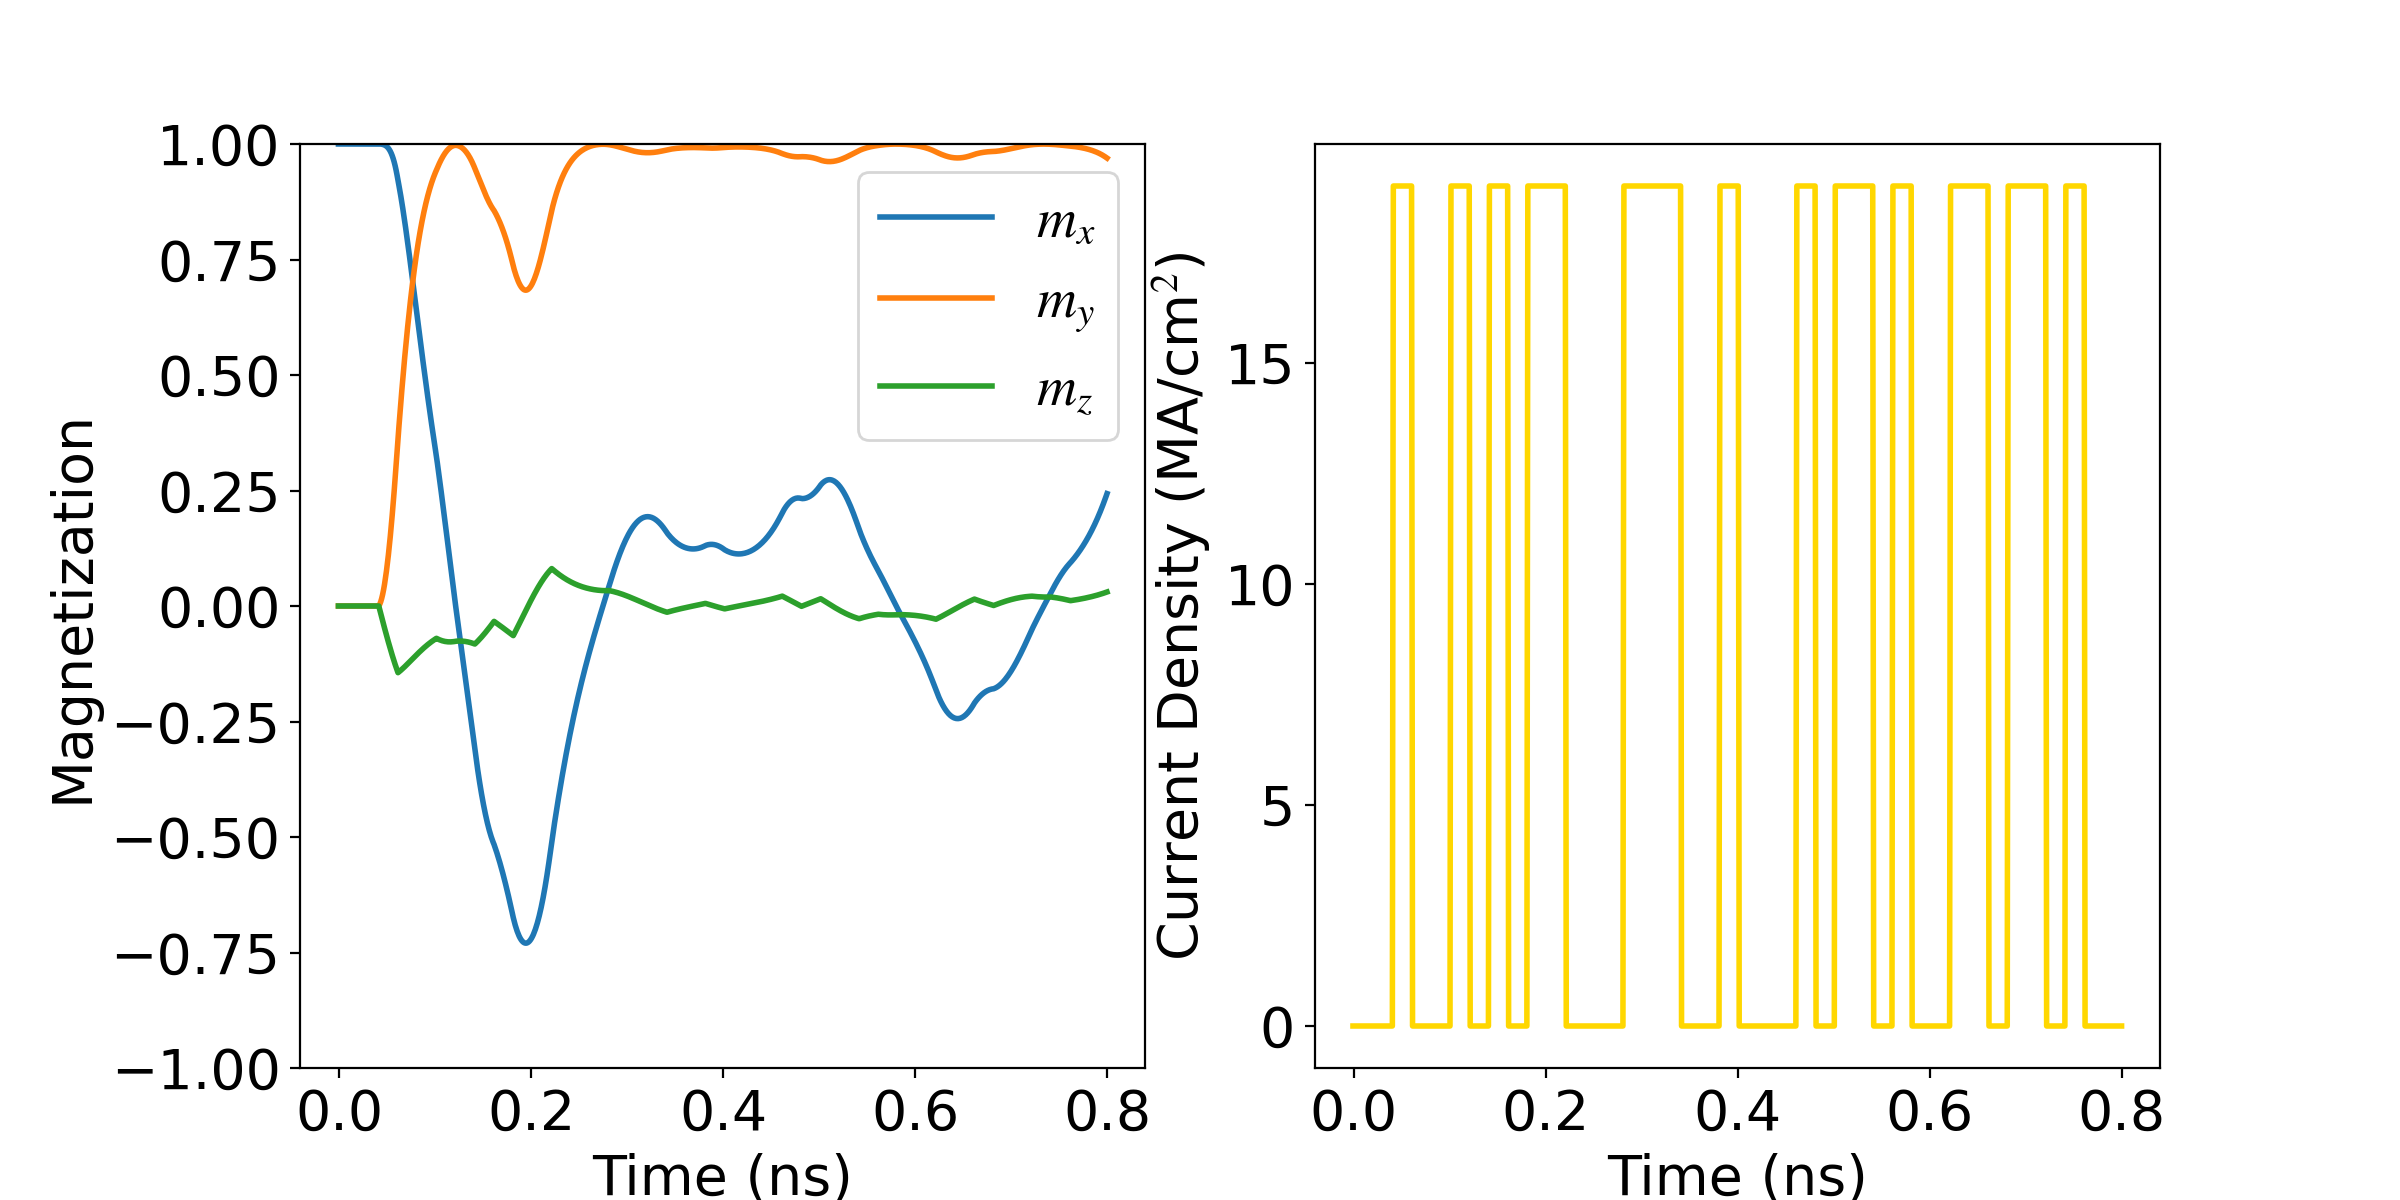 Magnetization
1.00
0.75
0.50
0.25
0.00
−0.25
−0.50
−0.75
−1.00
0.0 0.2 0.4 0.6 0.8
Time (ns)
m_x
m_y
m_z
Current Density (MA/cm²)
15
10
5
0
0.0 0.2 0.4 0.6 0.8
Time (ns)